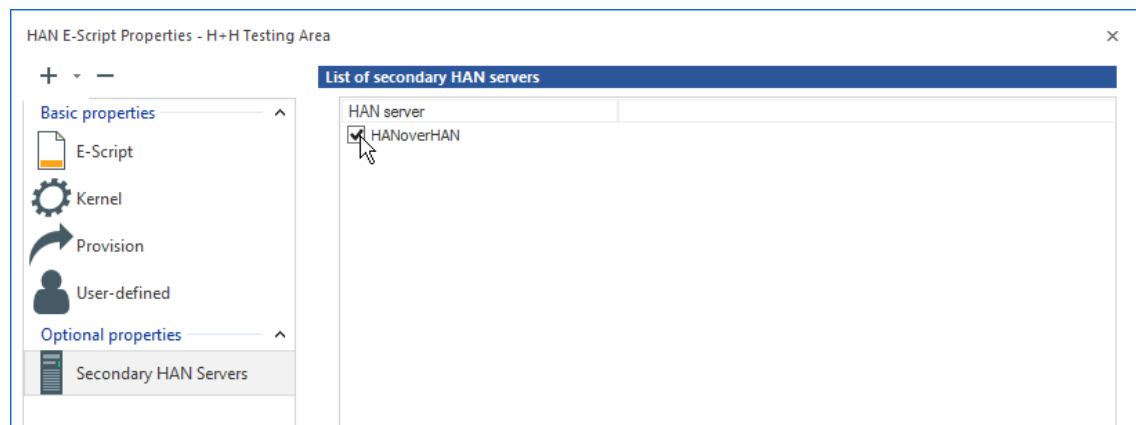 HAN E-Script Properties - H+H Testing Area
List of secondary HAN servers
Basic properties
E-Script
Kernel
Provision
User-defined
Optional properties
Secondary HAN Servers
HAN server
HANoverHAN